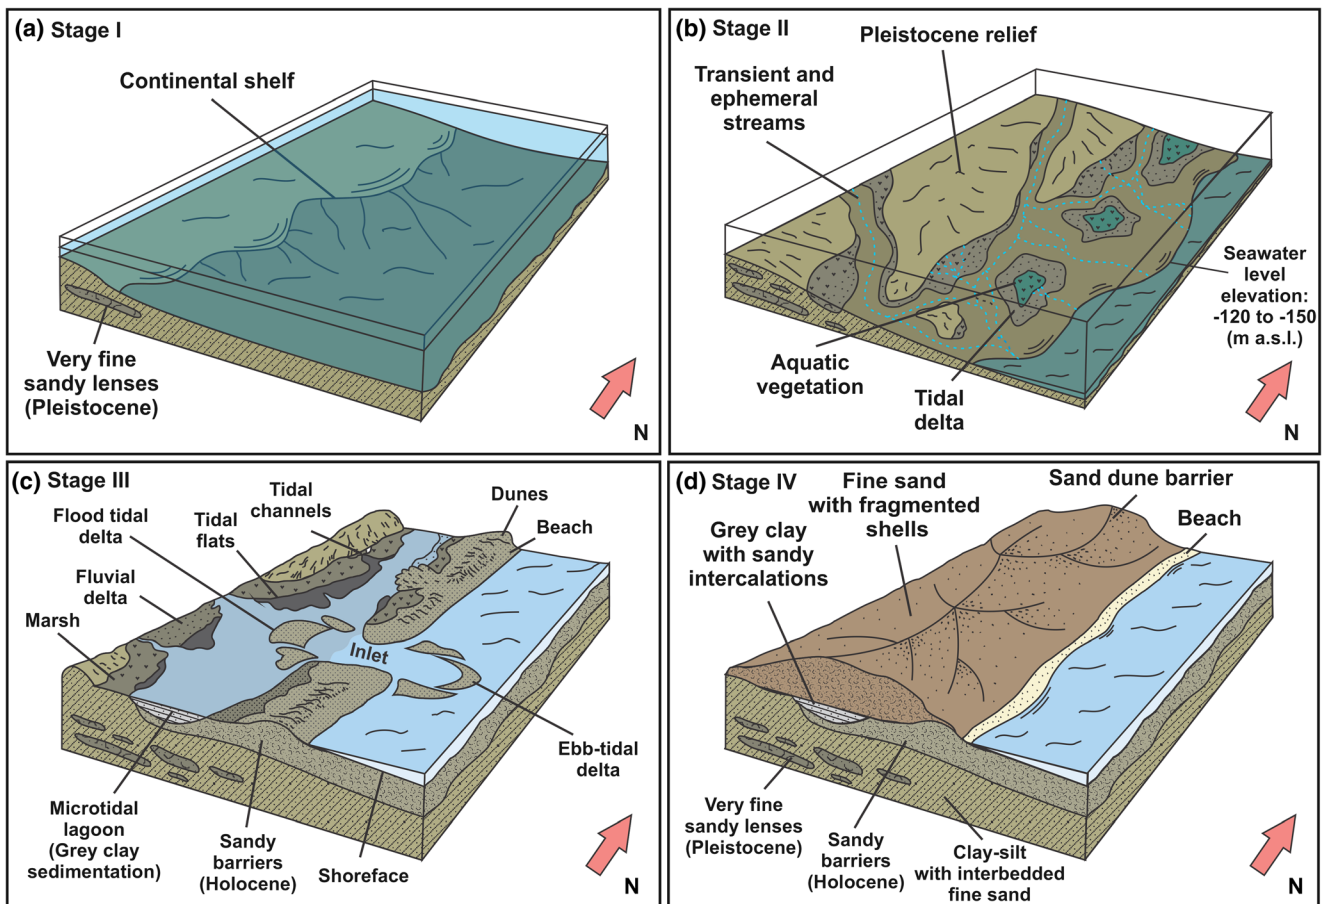 (a) Stage I
Continental shelf
Very fine
sandy lenses
(Pleistocene)
N
(b) Stage II
Pleistocene relief
Transient and
ephemeral
streams
Seawater
level
elevation:
-120 to -150
(m a.s.l.)
Aquatic
vegetation
Tidal
delta
N
(c) Stage III
Tidal
channels
Dunes
Flood tidal
delta
Tidal
flats
Beach
Fluvial
delta
Marsh
Inlet
Ebb-tidal
delta
Microtidal
lagoon
(Grey clay
sedimentation)
Sandy
barriers
(Holocene)
Shoreface
N
(d) Stage IV
Fine sand
with fragmented
shells
Sand dune barrier
Grey clay
with sandy
intercalations
Beach
Very fine
sandy lenses
(Pleistocene)
Sandy
barriers
(Holocene)
Clay-silt
with interbedded
fine sand
N